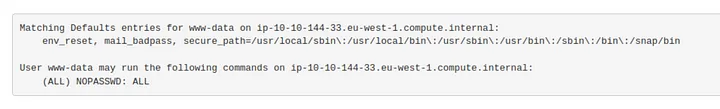 Matching Defaults entries for www-data on ip-10-10-144-33.eu-west-1.compute.internal:
env_reset, mail_badpass, secure_path=/usr/local/sbin\:/usr/local/bin\:/usr/sbin\:/usr/bin\:/sbin\:/bin\:/snap/bin
User www-data may run the following commands on ip-10-10-144-33.eu-west-1.compute.internal:
(ALL) NOPASSWD: ALL